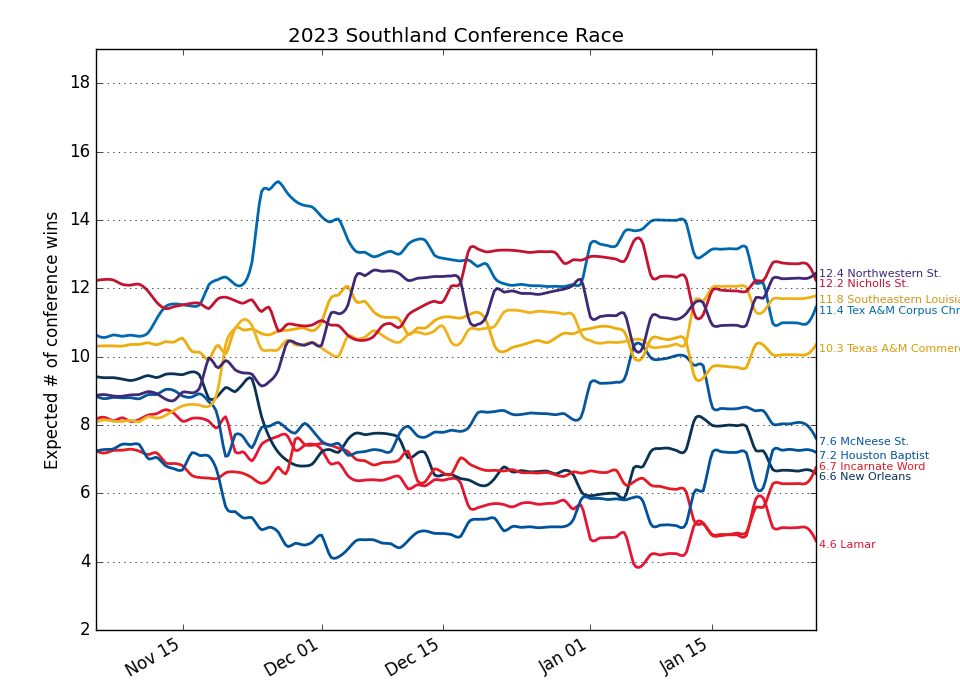 2023 Southland Conference Race
Expected # of conference wins
18
16
14
12
10
8
6
4
2
Nov 15
Dec 01
Dec 15
Jan 01
Jan 15
12.4 Northwestern St.
12.2 Nicholls St.
11.8 Southeastern Louisia
11.4 Tex A&M Corpus Chr
10.3 Texas A&M Commerc
7.6 McNeese St.
7.2 Houston Baptist
6.7 Incarnate Word
6.6 New Orleans
4.6 Lamar